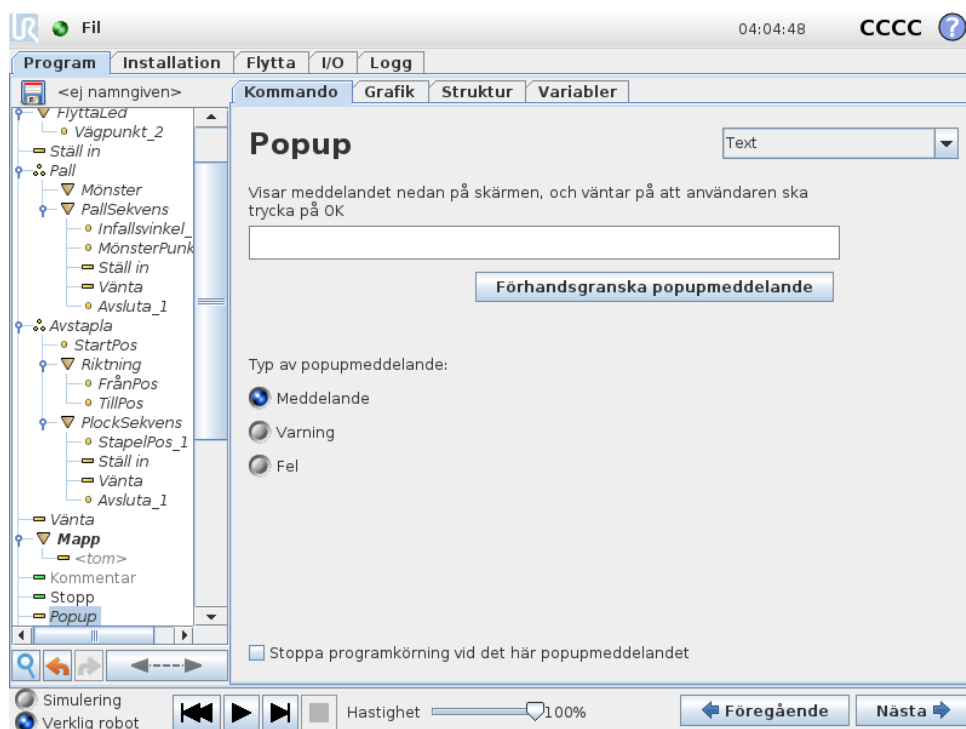 UR Fil 04:04:48 CCCC ?
Program Installation Flytta I/O Logg
<ej namngiven>
Kommando Grafik Struktur Variabler
FlyttaLed
Vägpunkt_2
Ställ in
Pall
Mönster
PallSekvens
Infallsvinkel_
MönsterPunk
Ställ in
Vänta
Avsluta_1
Avstapla
StartPos
Riktning
FrånPos
TillPos
PlockSekvens
StapelPos_1
Ställ in
Vänta
Avsluta_1
Vänta
Mapp
<tom>
Kommentar
Stopp
Popup
Popup
Text
Visar meddelandet nedan på skärmen, och väntar på att användaren ska
trycka på OK
Förhandsgranska popupmeddelande
Typ av popupmeddelande:
Meddelande
Varning
Fel
Stoppa programkörning vid det här popupmeddelandet
Simulering
Verklig robot
Hastighet 100%
Föregående Nästa